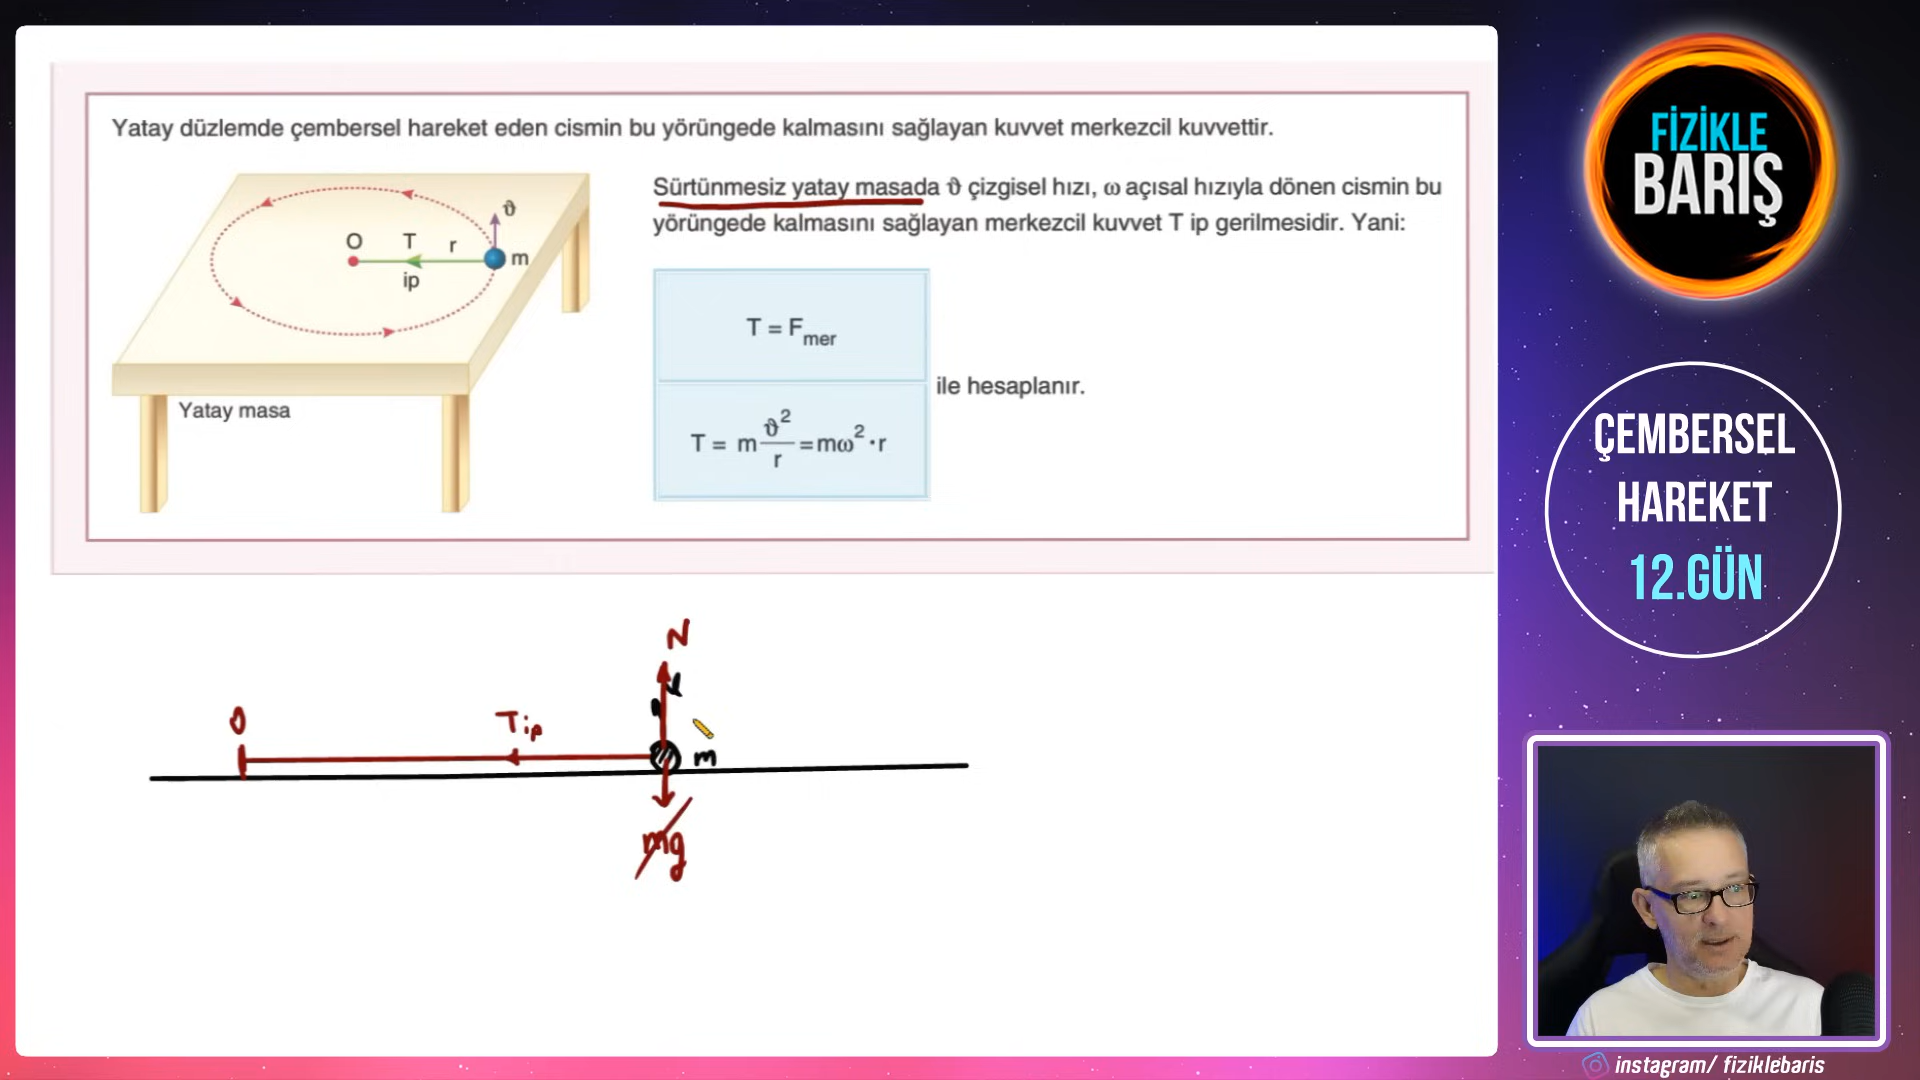 Yatay düzlemde çembersel hareket eden cismin bu yörüngede kalmasını sağlayan kuvvet merkezcil kuvvettir.
Sürtünmesiz yatay masada ϑ çizgisel hızı, ω açısal hızıyla dönen cismin bu
yörüngede kalmasını sağlayan merkezcil kuvvet T ip gerilmesidir. Yani:
ϑ
O T r
m
ip
Yatay masa
T = Fmer
T = m ϑ²/r = mω²·r
ile hesaplanır.
N
O
Tip
m
mg
FİZİKLE
BARIŞ
ÇEMBERSEL
HAREKET
12.GÜN
instagram/ fiziklebaris